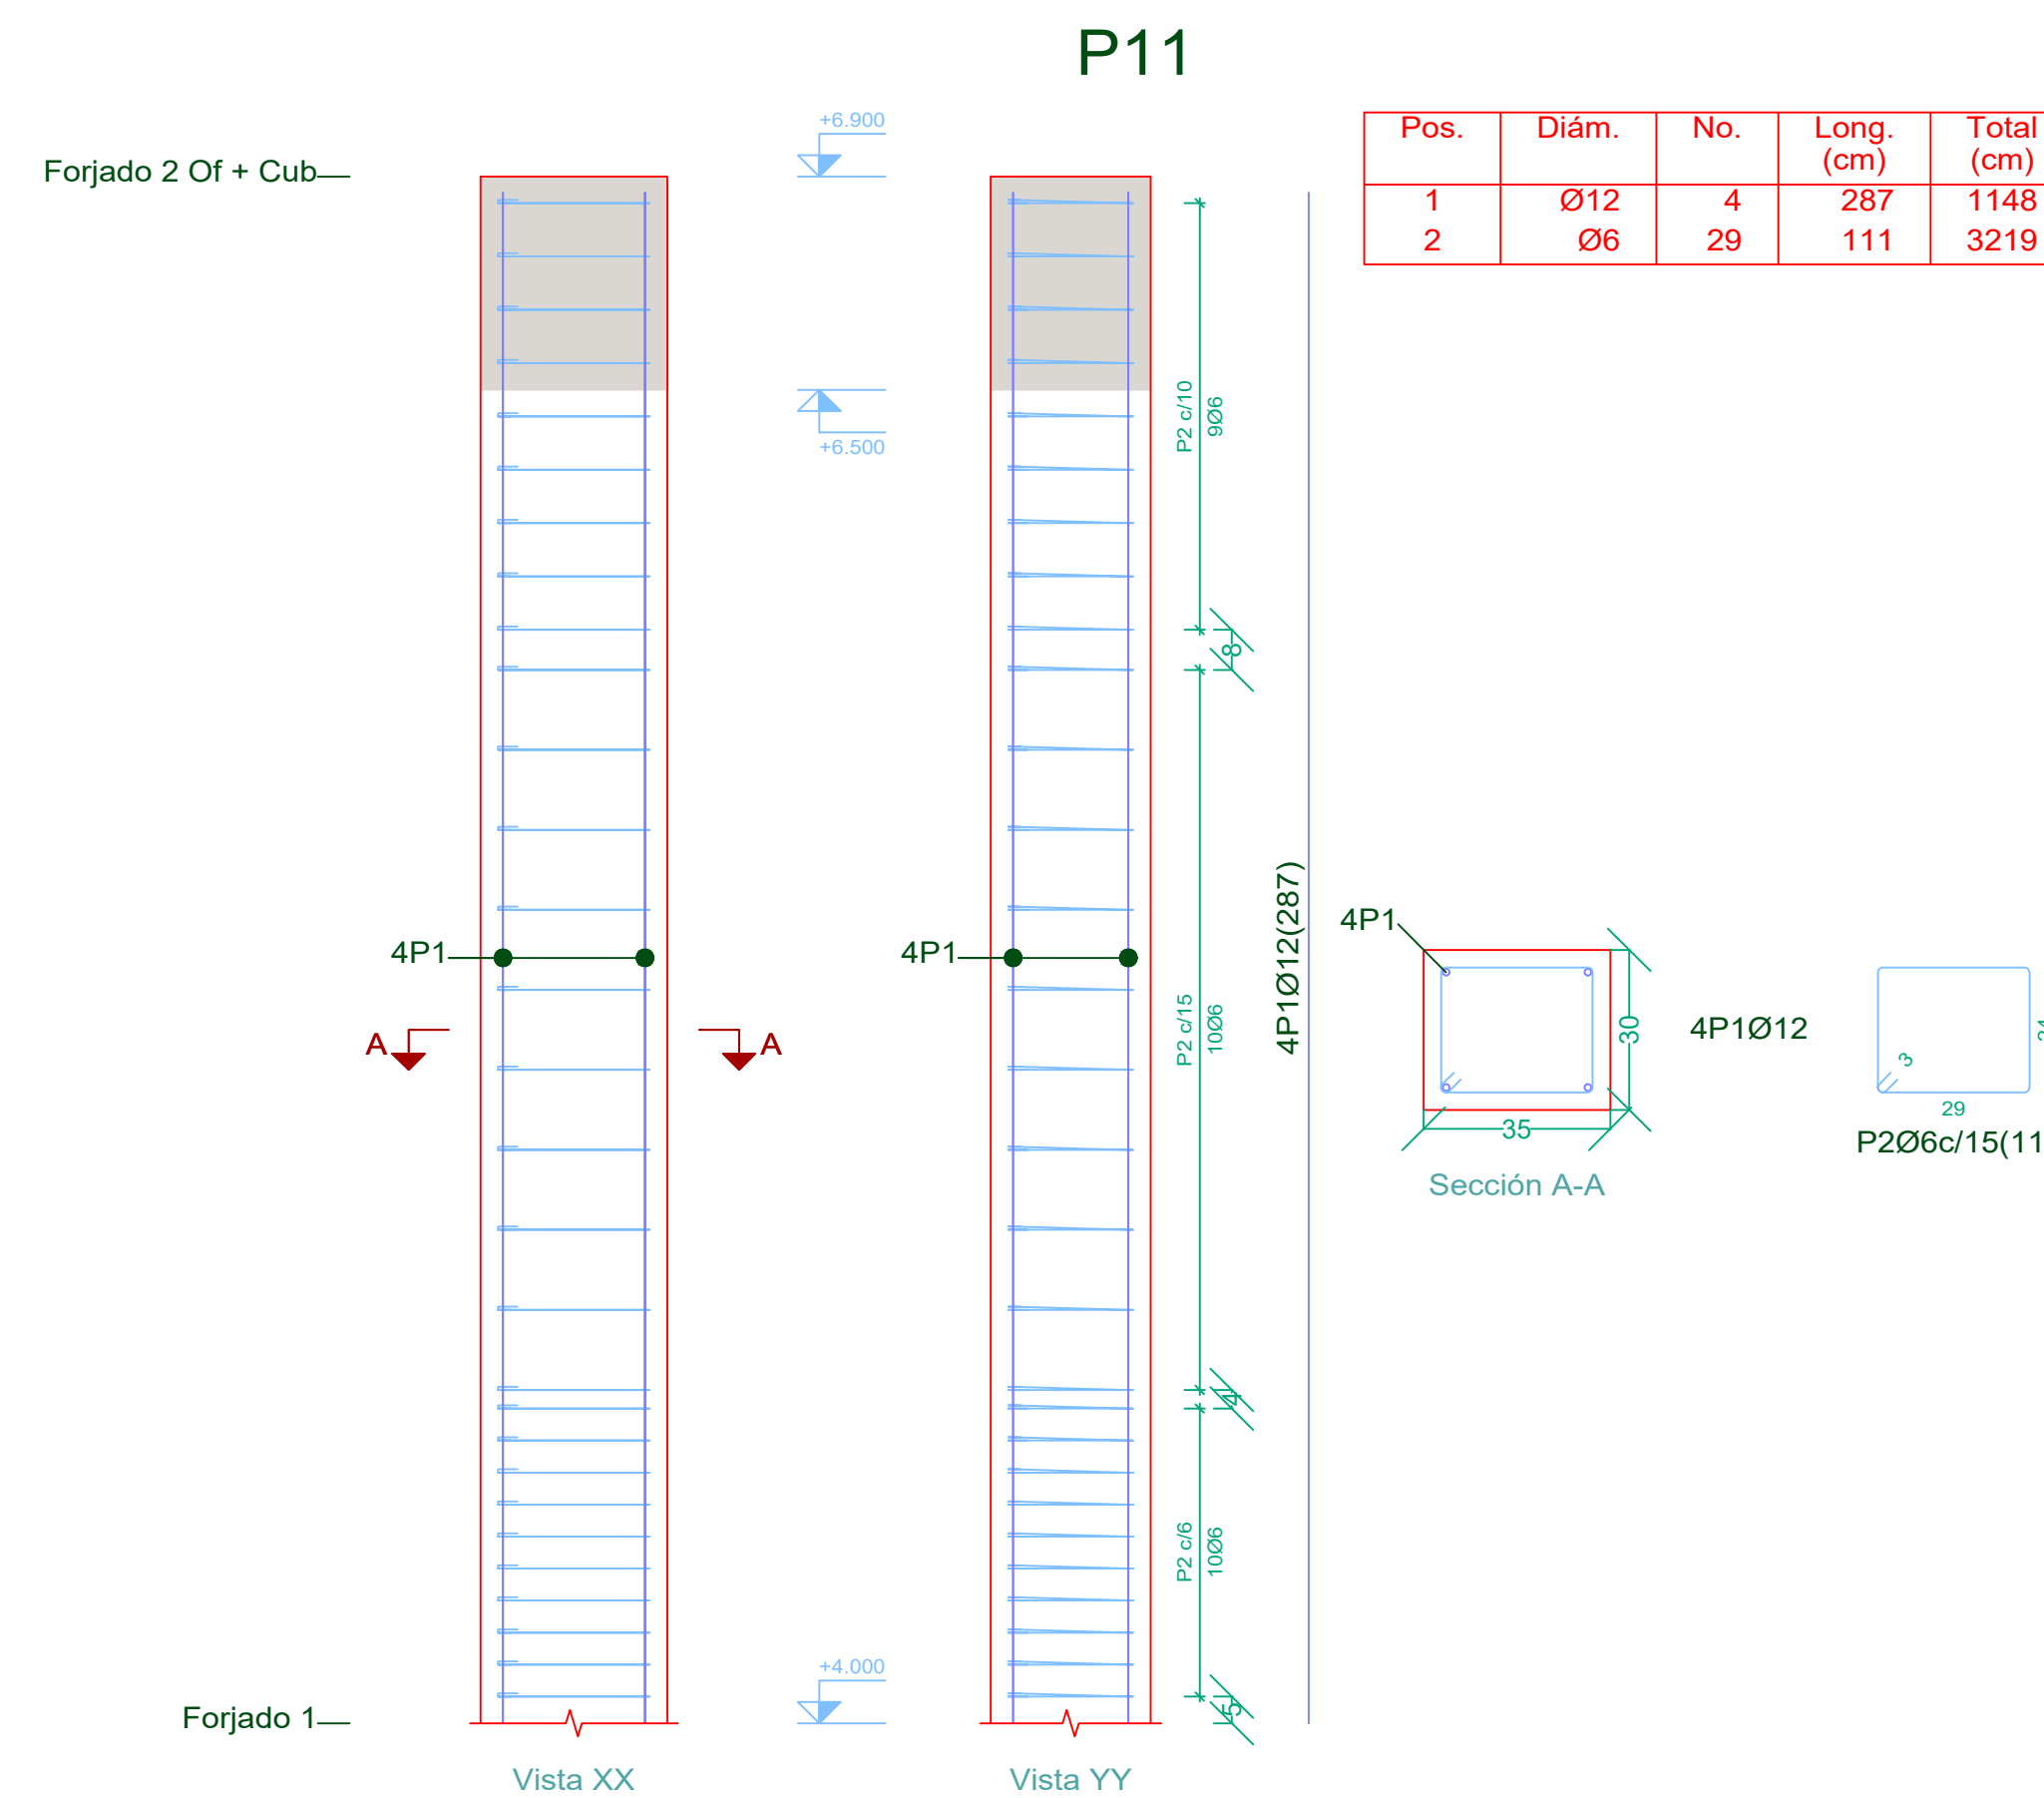 P11
+6.900
Forjado 2 Of + Cub
Pos. Diám. No. Long. (cm) Total (cm)
1 Ø12 4 287 1148
2 Ø6 29 111 3219
+6.500
P2 c/10
9Ø6
8
4P1
4P1
P2 c/15
10Ø6
4P1Ø12(287)
A
A
4P1
30
35
4P1Ø12
Sección A-A
3
29
P2Ø6c/15(11
4
P2 c/6
10Ø6
5
+4.000
Forjado 1
Vista XX
Vista YY